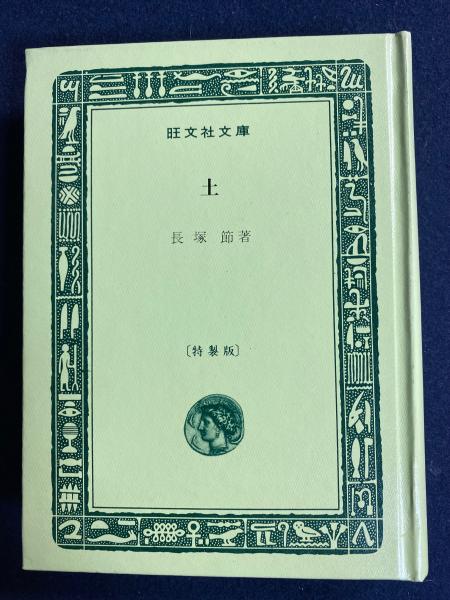 旺文社文庫
土
長塚 節著
〔特製版〕